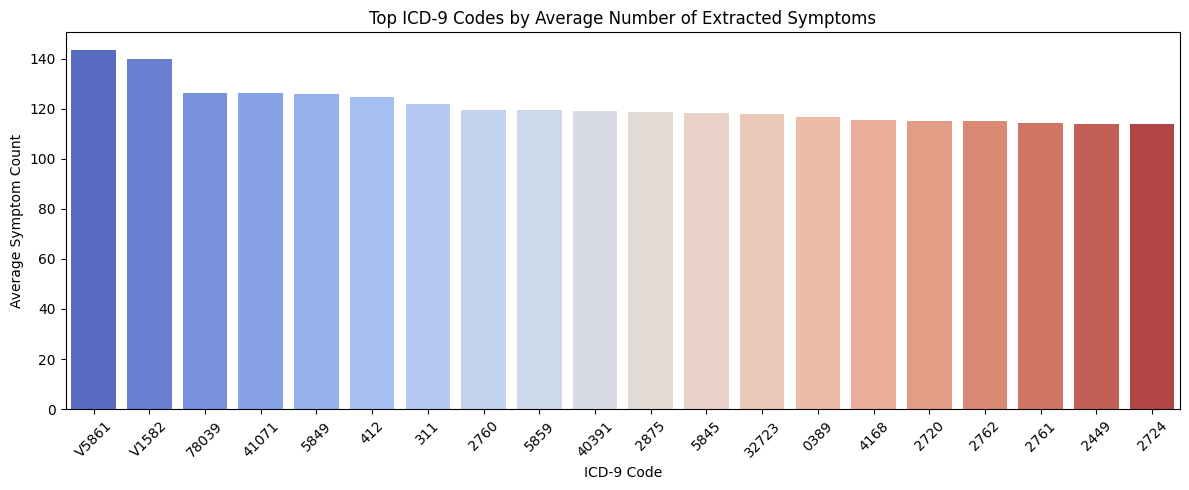 Top ICD-9 Codes by Average Number of Extracted Symptoms
Average Symptom Count
140
120
100
80
60
40
20
0
V5861 V1582 78039 41071 5849 412 311 2760 5859 40391 2875 5845 32723 0389 4168 2720 2762 2761 2449 2724
ICD-9 Code